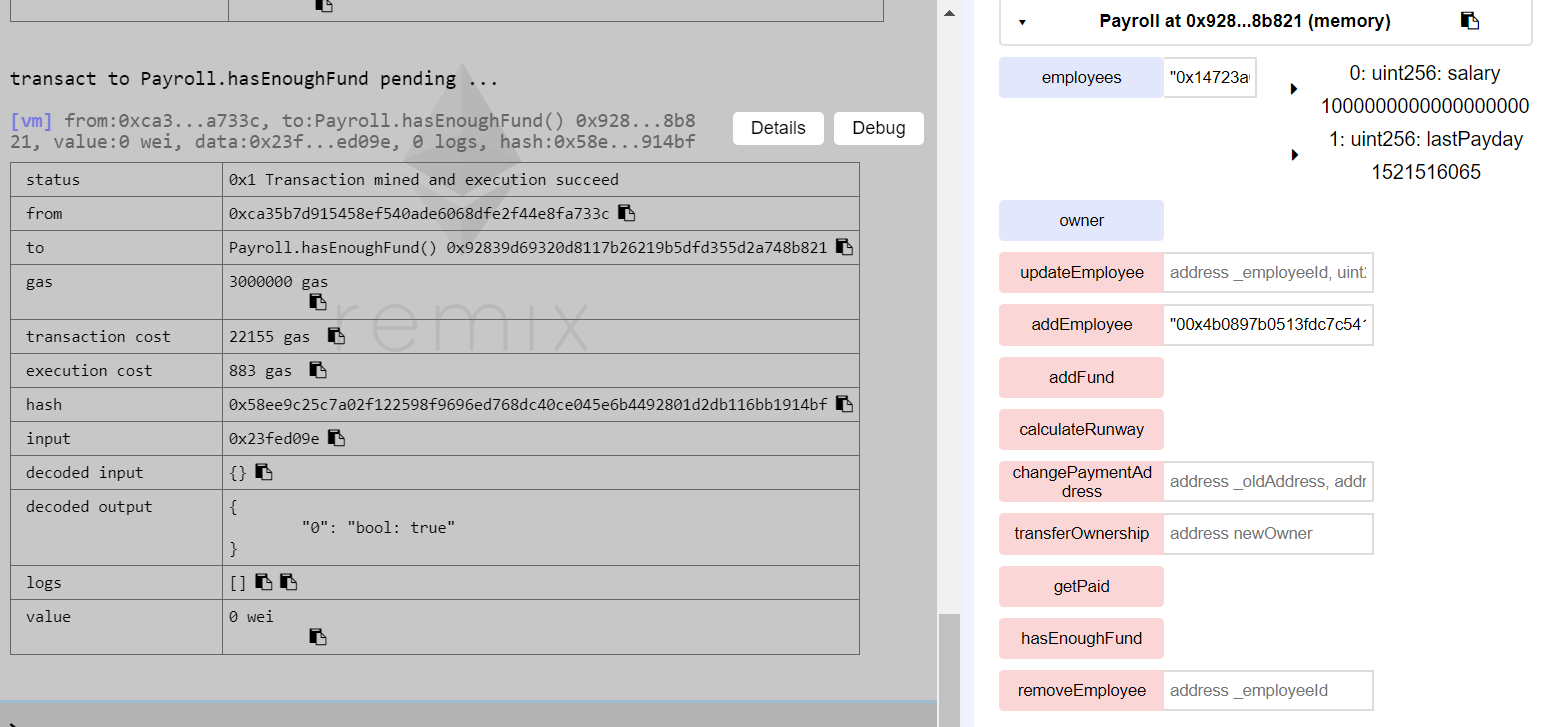 transact to Payroll.hasEnoughFund pending ...
[vm] from:0xca3...a733c, to:Payroll.hasEnoughFund() 0x928...8b8
21, value:0 wei, data:0x23f...ed09e, 0 logs, hash:0x58e...914bf
Details
Debug
status 0x1 Transaction mined and execution succeed
from 0xca35b7d915458ef540ade6068dfe2f44e8fa733c
to Payroll.hasEnoughFund() 0x92839d69320d8117b26219b5dfd355d2a748b821
gas 3000000 gas
transaction cost 22155 gas
execution cost 883 gas
hash 0x58ee9c25c7a02f122598f9696ed768dc40ce045e6b4492801d2db116bb1914bf
input 0x23fed09e
decoded input {}
decoded output {
"0": "bool: true"
}
logs []
value 0 wei
remix
Payroll at 0x928...8b821 (memory)
employees "0x14723a
0: uint256: salary
1000000000000000000
1: uint256: lastPayday
1521516065
owner
updateEmployee address _employeeId, uint
addEmployee "00x4b0897b0513fdc7c541
addFund
calculateRunway
changePaymentAd
dress
address _oldAddress, addr
transferOwnership address newOwner
getPaid
hasEnoughFund
removeEmployee address _employeeId